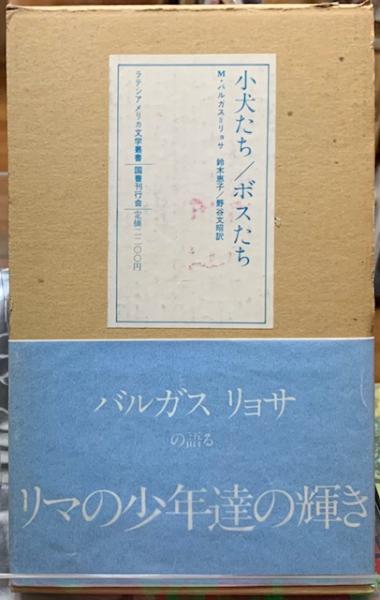 小犬たち／ボスたち
M・バルガス=リョサ 鈴木恵子／野谷文昭訳
ラテンアメリカ文学叢書 国書刊行会 定価二二〇〇円
バルガス リョサ
の語る
リマの少年達の輝き